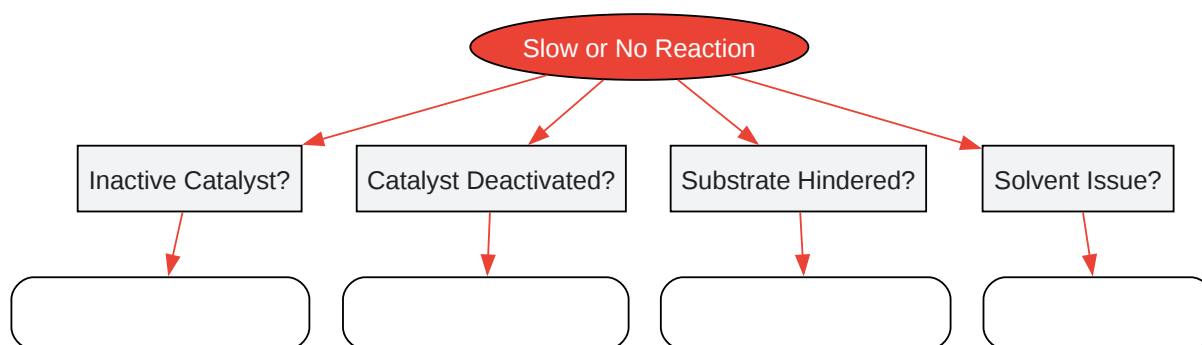 Slow or No Reaction
Inactive Catalyst?
Catalyst Deactivated?
Substrate Hindered?
Solvent Issue?